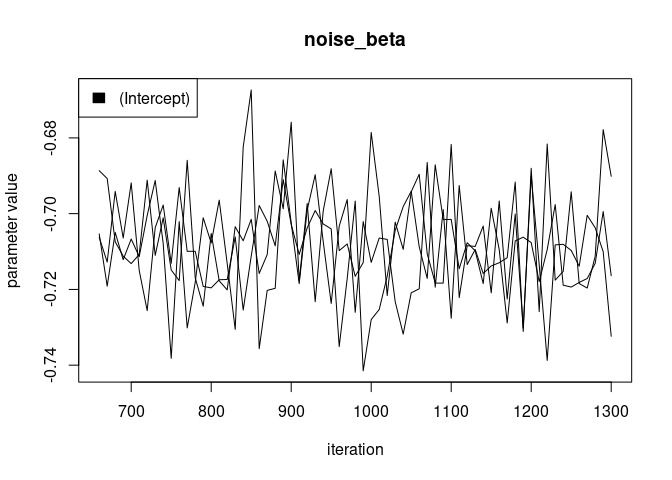 noise_beta
(Intercept)
parameter value
-0.68
-0.70
-0.72
-0.74
700 800 900 1000 1100 1200 1300
iteration